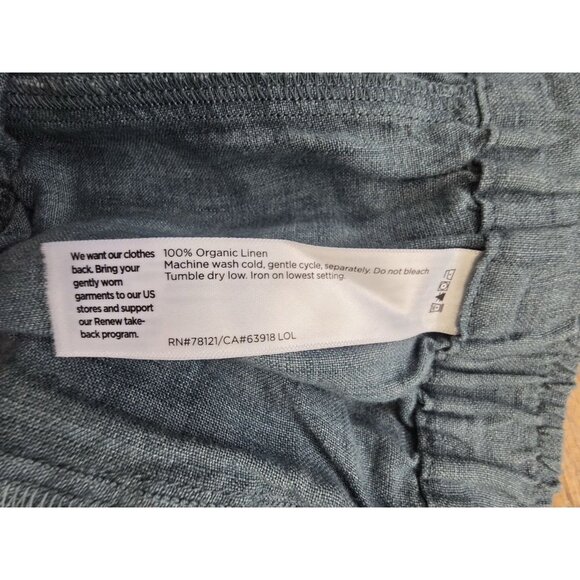 We want our clothes
back. Bring your
gently worn
garments to our US
stores and support
our Renew take-
back program.
100% Organic Linen
Machine wash cold, gentle cycle, separately. Do not bleach
Tumble dry low. Iron on lowest setting.
RN#78121/CA#63918 LOL